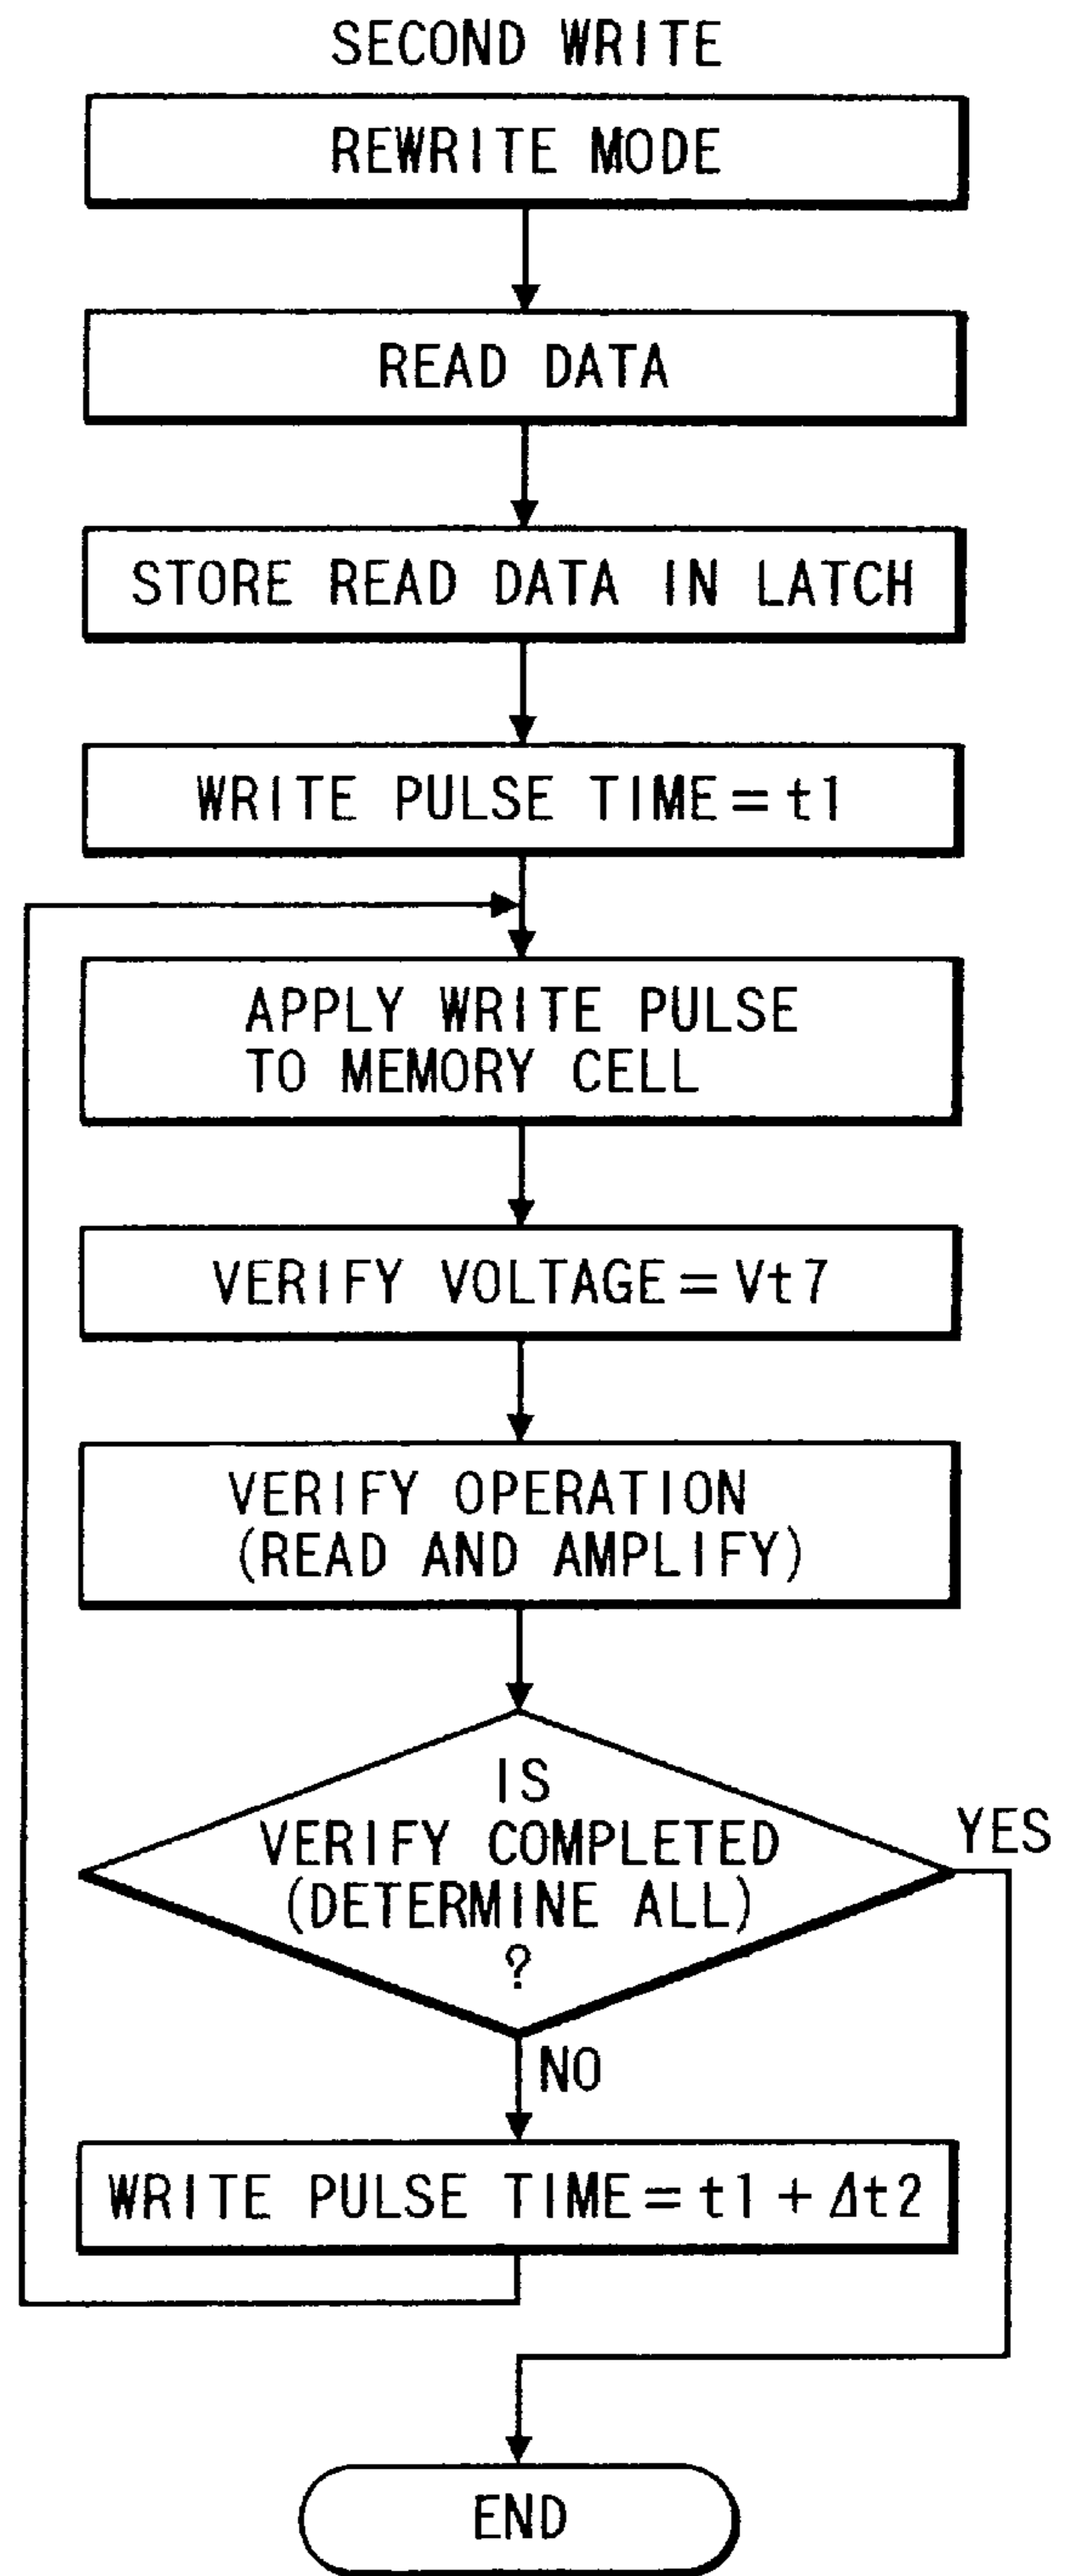 SECOND WRITE
REWRITE MODE
READ DATA
STORE READ DATA IN LATCH
WRITE PULSE TIME=t1
APPLY WRITE PULSE
TO MEMORY CELL
VERIFY VOLTAGE=Vt7
VERIFY OPERATION
(READ AND AMPLIFY)
IS
VERIFY COMPLETED
(DETERMINE ALL)
?
YES
NO
WRITE PULSE TIME=t1+Δt2
END